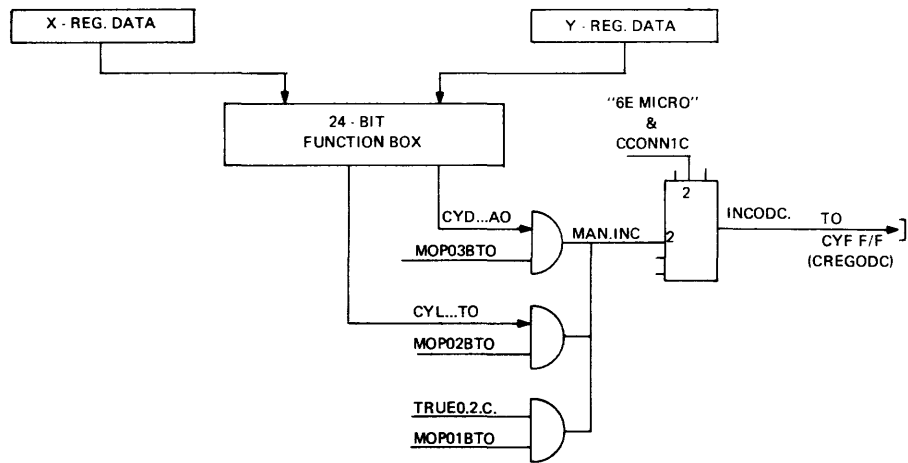 X - REG. DATA
Y - REG. DATA
24 - BIT
FUNCTION BOX
"6E MICRO"
&
CCONN1C
2
CYD...AO
MOP03BTO
MAN.INC
2
INCODC.
TO
CYF F/F
(CREGODC)
CYL...TO
MOP02BTO
TRUE0.2.C.
MOP01BTO